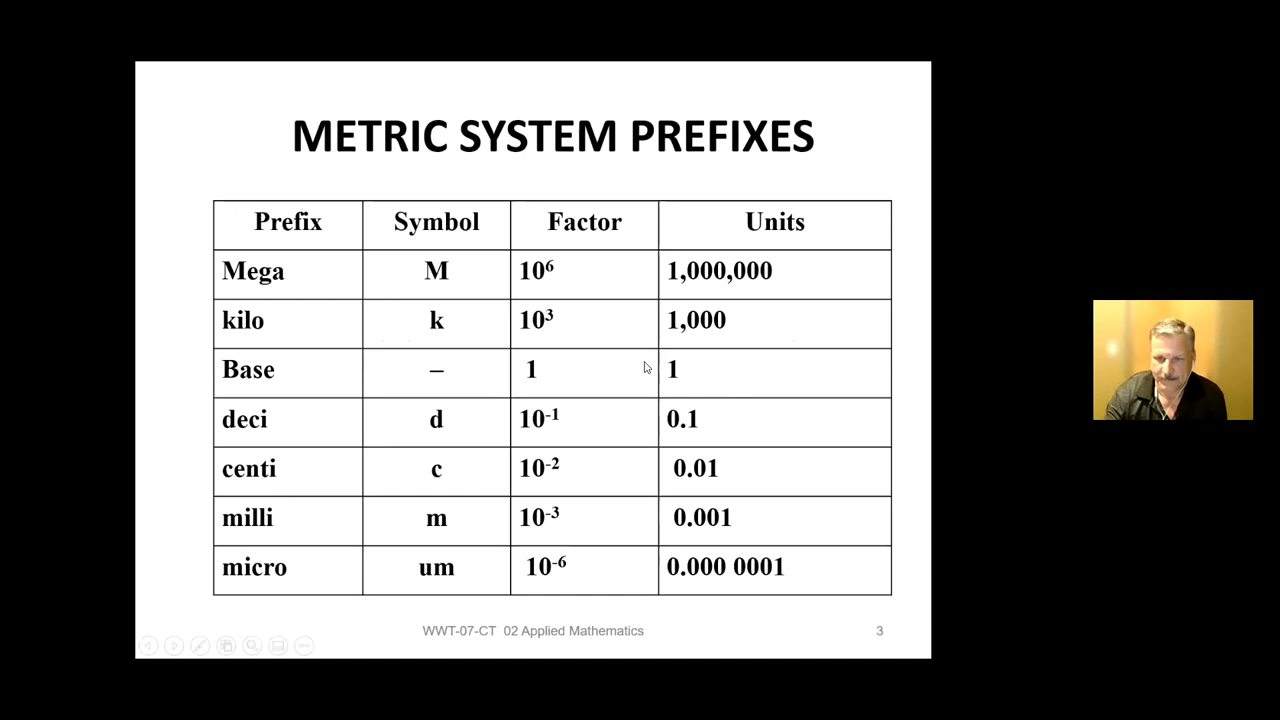 METRIC SYSTEM PREFIXES
Prefix Symbol Factor Units
Mega M 10⁶ 1,000,000
kilo k 10³ 1,000
Base – 1 1
deci d 10⁻¹ 0.1
centi c 10⁻² 0.01
milli m 10⁻³ 0.001
micro um 10⁻⁶ 0.000 0001
WWT-07-CT 02 Applied Mathematics 3